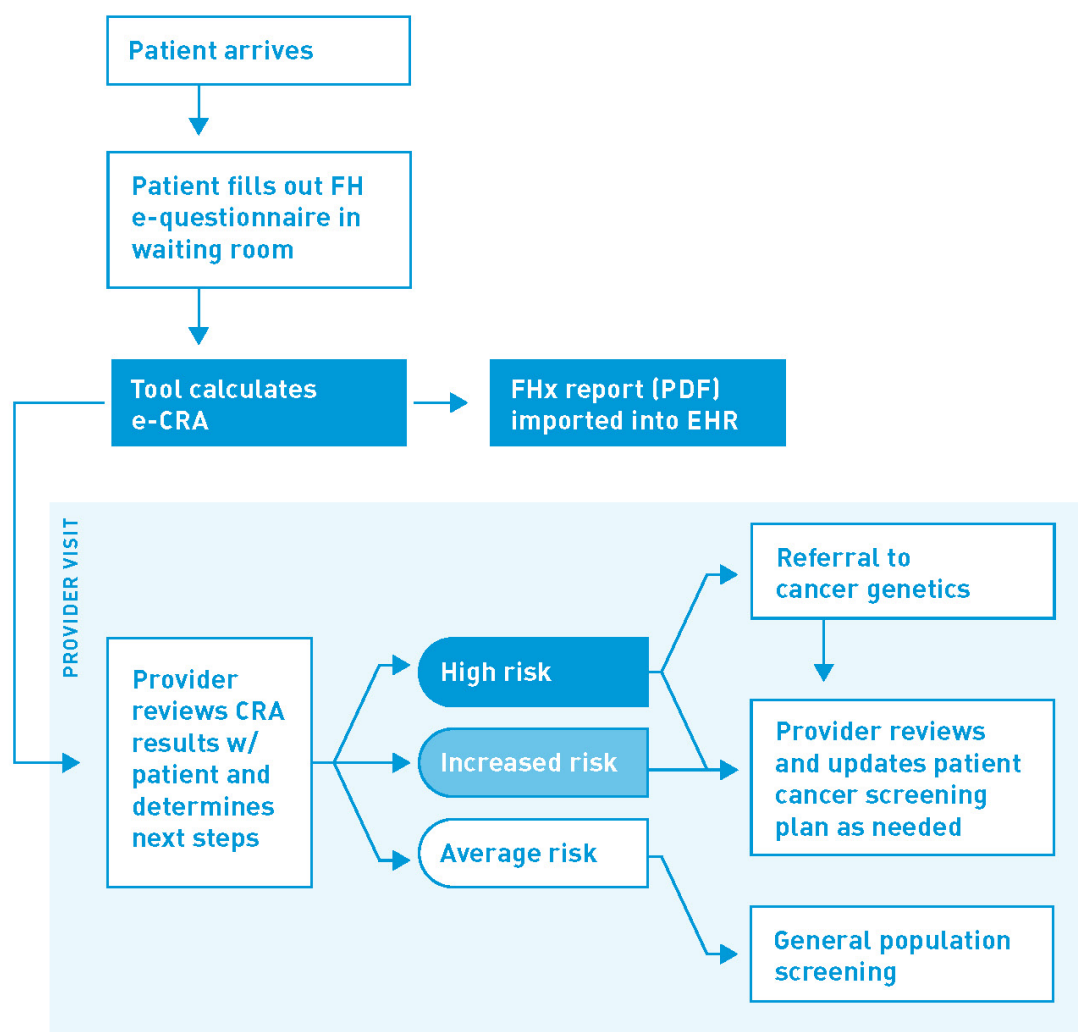 Patient arrives
Patient fills out FH
e-questionnaire in
waiting room
Tool calculates
e-CRA
FHx report (PDF)
imported into EHR
PROVIDER VISIT
Provider
reviews CRA
results w/
patient and
determines
next steps
High risk
Increased risk
Average risk
Referral to
cancer genetics
Provider reviews
and updates patient
cancer screening
plan as needed
General population
screening